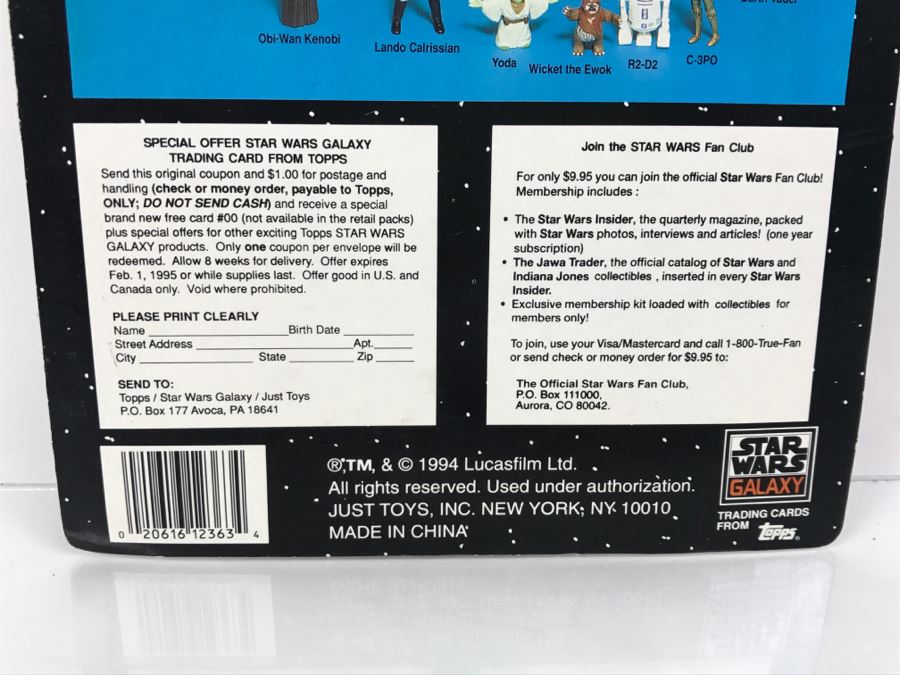 Darth Vader
Obi-Wan Kenobi
Lando Calrissian
Yoda
Wicket the Ewok
R2-D2
C-3PO
SPECIAL OFFER STAR WARS GALAXY
TRADING CARD FROM TOPPS
Send this original coupon and $1.00 for postage and
handling (check or money order, payable to Topps,
ONLY; DO NOT SEND CASH) and receive a special
brand new free card #00 (not available in the retail packs)
plus special offers for other exciting Topps STAR WARS
GALAXY products. Only one coupon per envelope will be
redeemed. Allow 8 weeks for delivery. Offer expires
Feb. 1, 1995 or while supplies last. Offer good in U.S. and
Canada only. Void where prohibited.
PLEASE PRINT CLEARLY
Name Birth Date
Street Address Apt.
City State Zip
SEND TO:
Topps / Star Wars Galaxy / Just Toys
P.O. Box 177 Avoca, PA 18641
Join the STAR WARS Fan Club
For only $9.95 you can join the official Star Wars Fan Club!
Membership includes :
• The Star Wars Insider, the quarterly magazine, packed
with Star Wars photos, interviews and articles! (one year
subscription)
• The Jawa Trader, the official catalog of Star Wars and
Indiana Jones collectibles , inserted in every Star Wars
Insider.
• Exclusive membership kit loaded with collectibles for
members only!
To join, use your Visa/Mastercard and call 1-800-True-Fan
or send check or money order for $9.95 to:
The Official Star Wars Fan Club,
P.O. Box 111000,
Aurora, CO 80042.
0 20616 12363 4
®,TM, & © 1994 Lucasfilm Ltd.
All rights reserved. Used under authorization.
JUST TOYS, INC. NEW YORK, NY 10010
MADE IN CHINA
STAR
WARS
GALAXY
TRADING CARDS
FROM Topps®